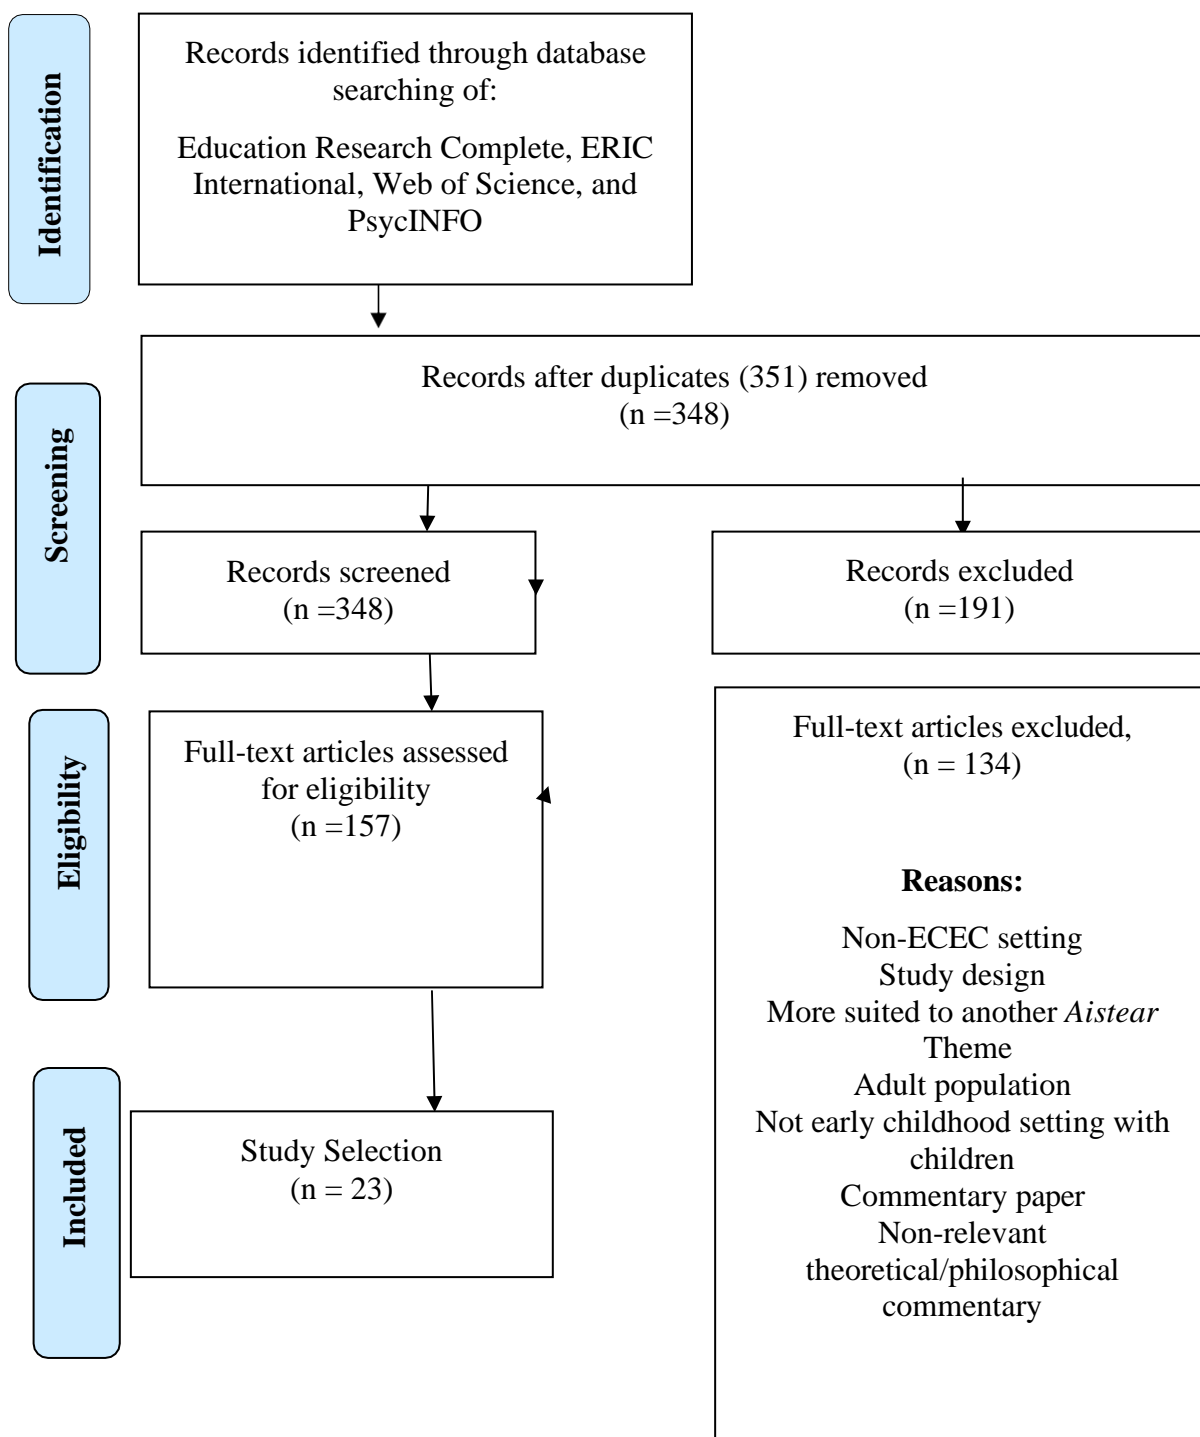 Identification
Records identified through database
searching of:
Education Research Complete, ERIC
International, Web of Science, and
PsycINFO
Records after duplicates (351) removed
(n =348)
Screening
Records screened
(n =348)
Records excluded
(n =191)
Eligibility
Full-text articles assessed
for eligibility
(n =157)
Full-text articles excluded,
(n = 134)
Reasons:
Non-ECEC setting
Study design
More suited to another Aistear
Theme
Adult population
Not early childhood setting with
children
Commentary paper
Non-relevant
theoretical/philosophical
commentary
Included
Study Selection
(n = 23)